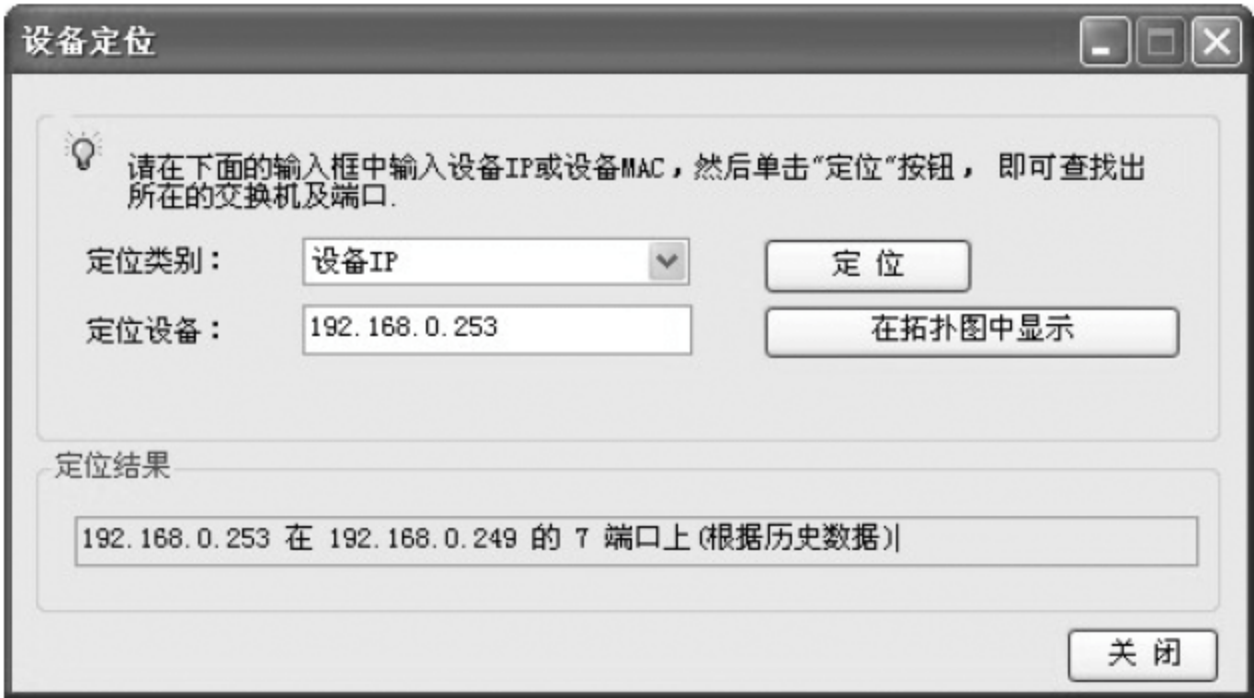 设备定位
请在下面的输入框中输入设备IP或设备MAC，然后单击“定位”按钮， 即可查找出
所在的交换机及端口.
定位类别： 设备IP 定 位
定位设备： 192.168.0.253 在拓扑图中显示
定位结果
192.168.0.253 在 192.168.0.249 的 7 端口上(根据历史数据)
关 闭